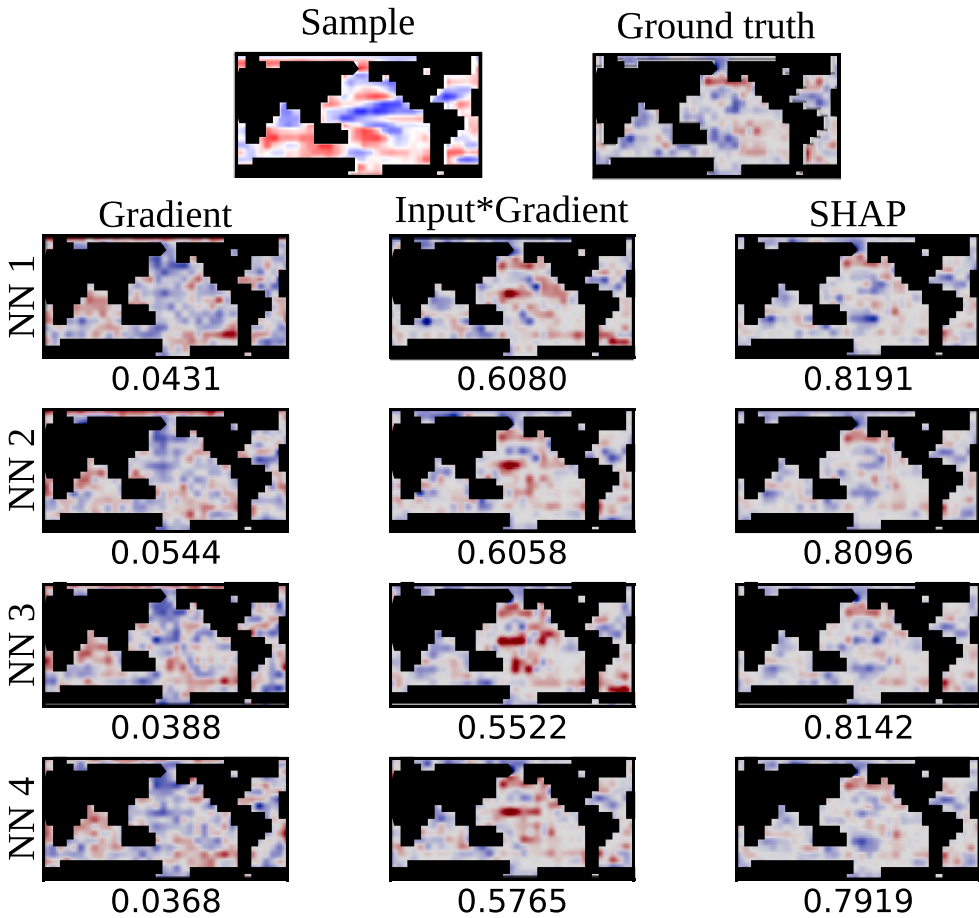 Sample Ground truth
Gradient Input*Gradient SHAP
NN 1
0.0431 0.6080 0.8191
NN 2
0.0544 0.6058 0.8096
NN 3
0.0388 0.5522 0.8142
NN 4
0.0368 0.5765 0.7919